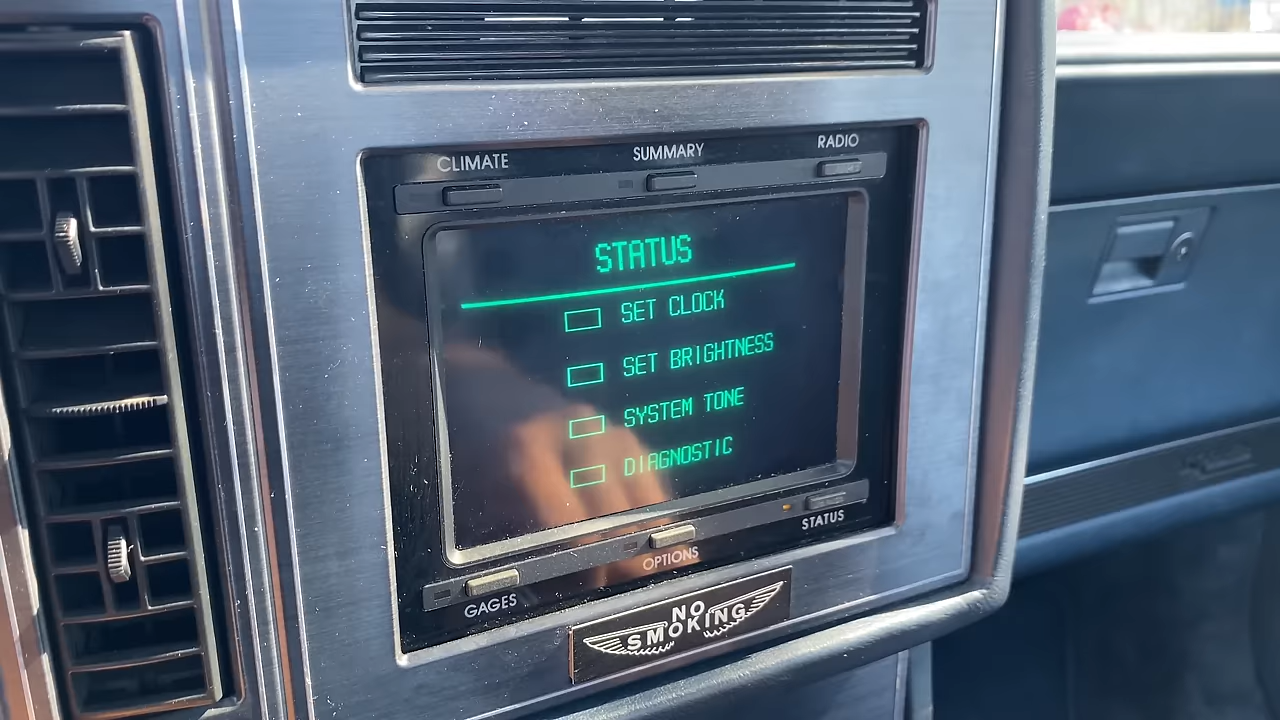 CLIMATE
SUMMARY
RADIO
STATUS
SET CLOCK
SET BRIGHTNESS
SYSTEM TONE
DIAGNOSTIC
GAGES
OPTIONS
STATUS
NO
SMOKING